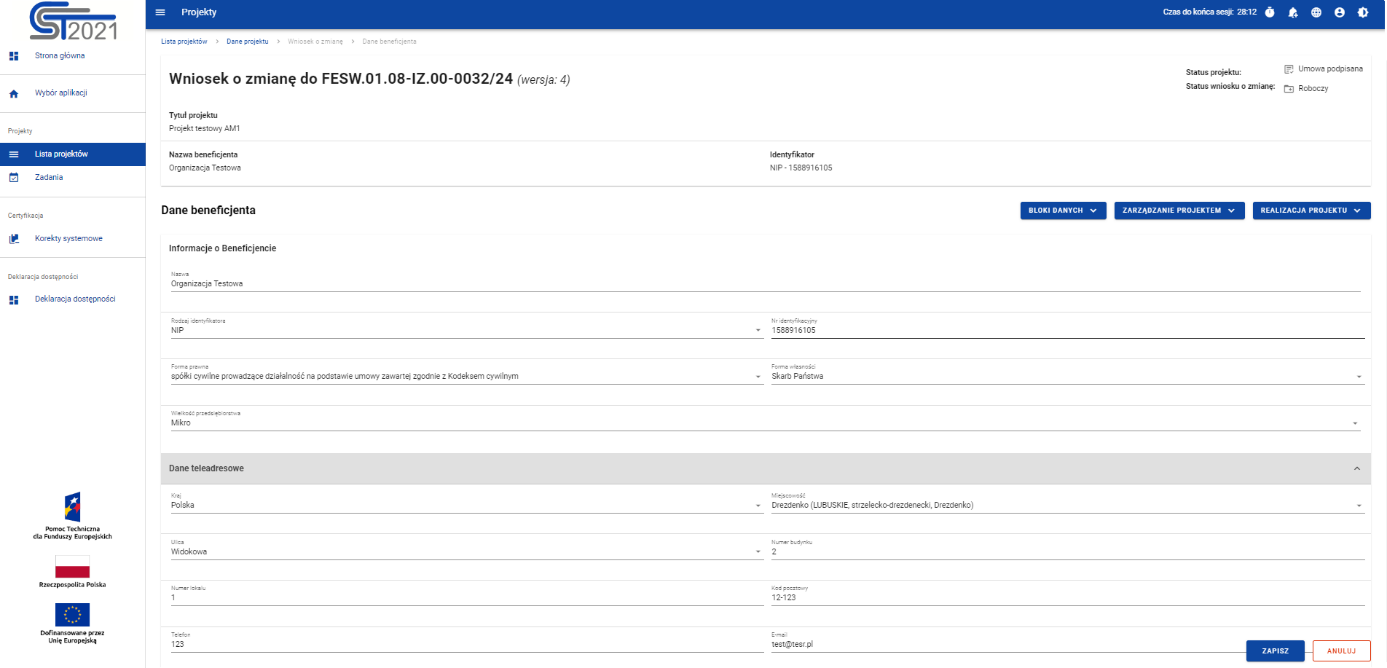 CST2021
Strona główna
Wybór aplikacji
Projekty
Lista projektów
Zadania
Certyfikacja
Korekty systemowe
Deklaracja dostępności
Deklaracja dostępności
Pomoc Techniczna
dla Funduszy Europejskich
Rzeczpospolita Polska
Dofinansowane przez
Unię Europejską
Projekty
Czas do końca sesji: 28:12
Lista projektów > Dane projektu > Wniosek o zmianę > Dane beneficjenta
Wniosek o zmianę do FESW.01.08-IZ.00-0032/24 (wersja: 4)
Status projektu: Umowa podpisana
Status wniosku o zmianę: Roboczy
Tytuł projektu
Projekt testowy AM1
Nazwa beneficjenta Identyfikator
Organizacja Testowa NIP - 1588916105
Dane beneficjenta
BLOKI DANYCH ZARZĄDZANIE PROJEKTEM REALIZACJA PROJEKTU
Informacje o Beneficjencie
Nazwa
Organizacja Testowa
Rodzaj identyfikatora Nr identyfikacyjny
NIP 1588916105
Forma prawna Forma własności
spółki cywilne prowadzące działalność na podstawie umowy zawartej zgodnie z Kodeksem cywilnym Skarb Państwa
Wielkość przedsiębiorstwa
Mikro
Dane teleadresowe
Kraj Miejscowość
Polska Drezdenko (LUBUSKIE, strzelecko-drezdenecki, Drezdenko)
Ulica Numer budynku
Widokowa 2
Numer lokalu Kod pocztowy
1 12-123
Telefon E-mail
123 test@tesr.pl
ZAPISZ ANULUJ